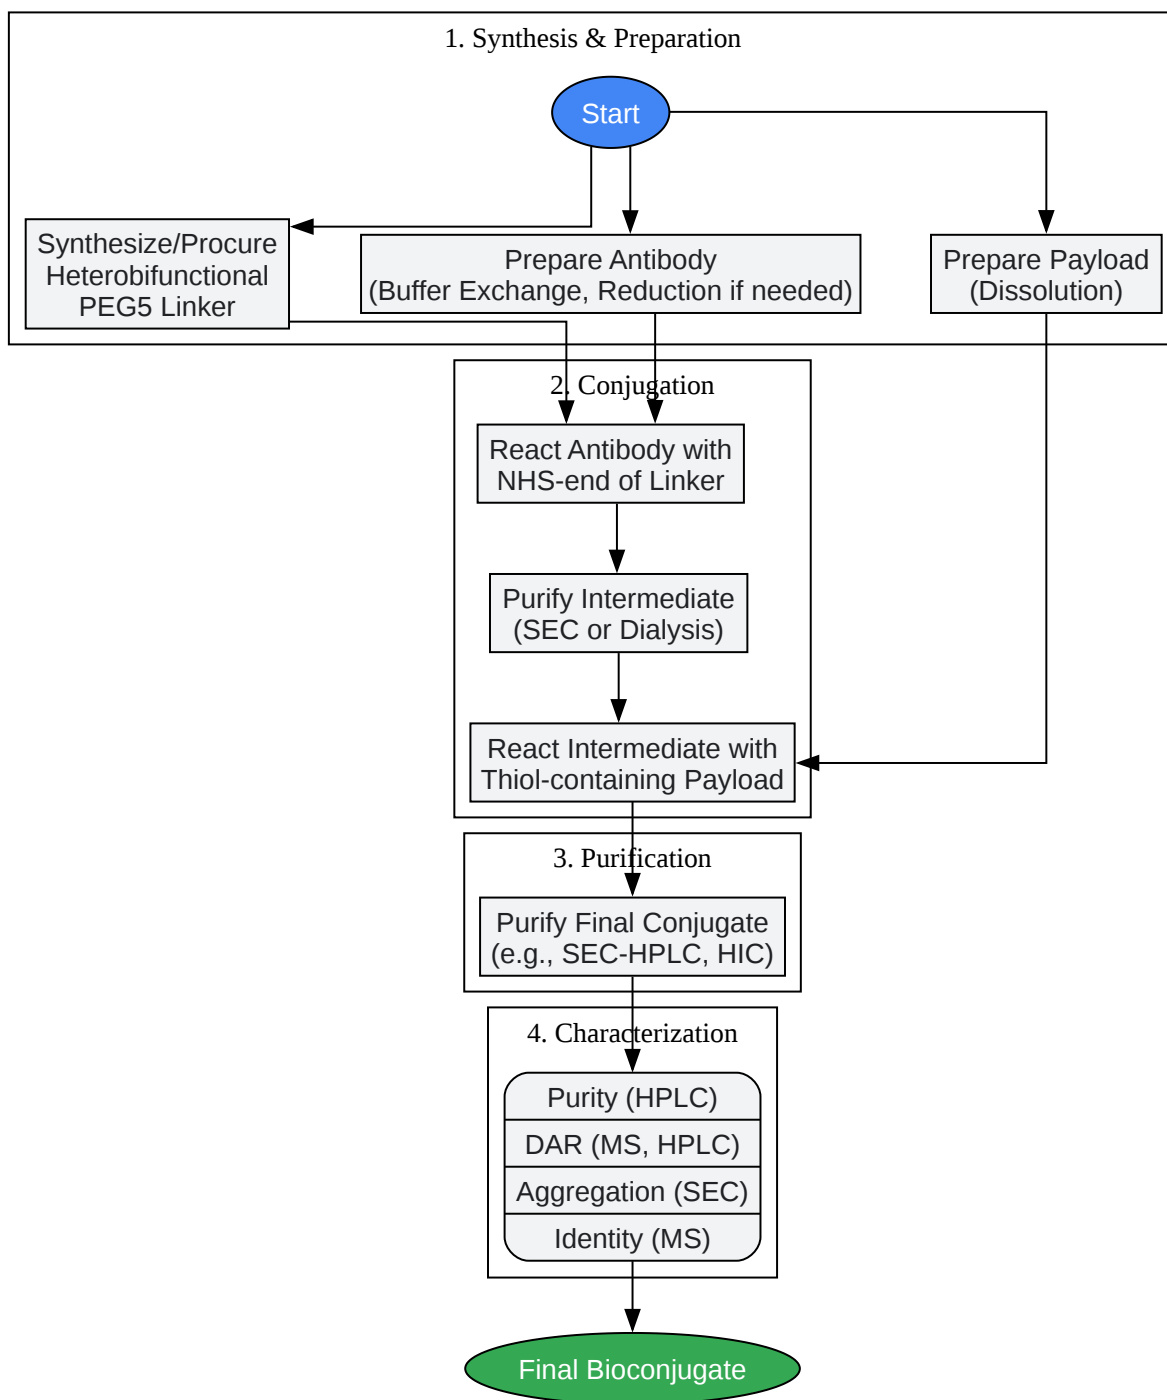 1. Synthesis & Preparation
Start
Synthesize/Procure
Heterobifunctional
PEG5 Linker
Prepare Antibody
(Buffer Exchange, Reduction if needed)
Prepare Payload
(Dissolution)
2. Conjugation
React Antibody with
NHS-end of Linker
Purify Intermediate
(SEC or Dialysis)
React Intermediate with
Thiol-containing Payload
3. Purification
Purify Final Conjugate
(e.g., SEC-HPLC, HIC)
4. Characterization
Purity (HPLC)
DAR (MS, HPLC)
Aggregation (SEC)
Identity (MS)
Final Bioconjugate